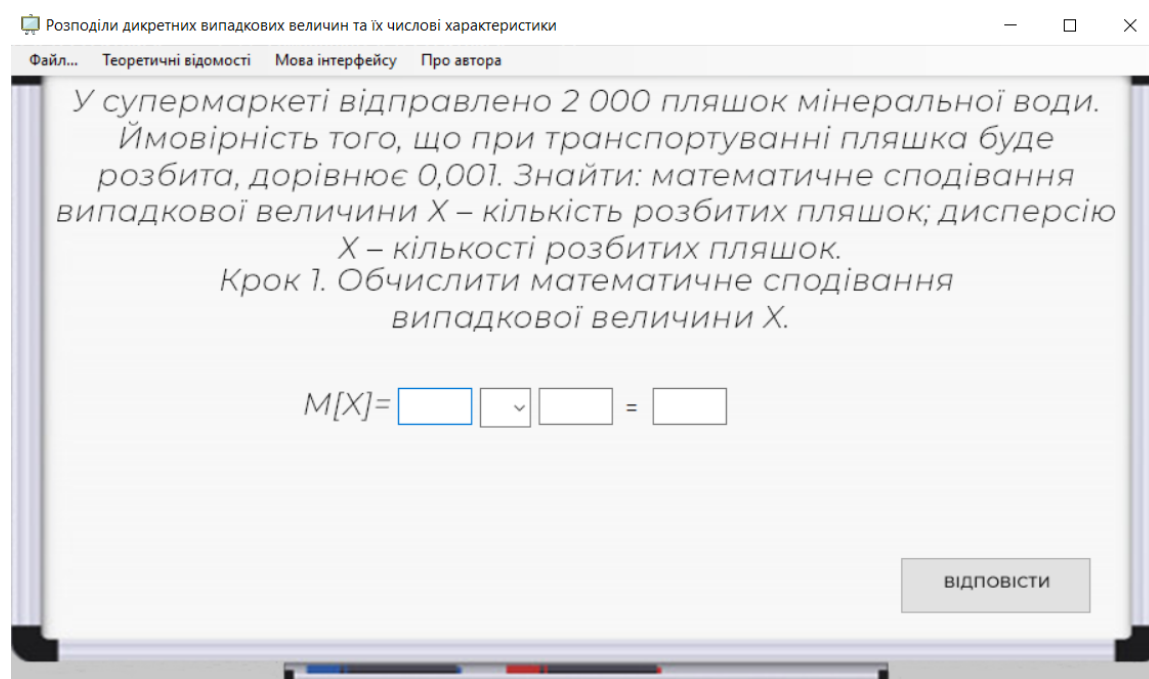 Розподіли дикретних випадкових величин та їх числові характеристики
Файл... Теоретичні відомості Мова інтерфейсу Про автора
У супермаркеті відправлено 2 000 пляшок мінеральної води.
Ймовірність того, що при транспортуванні пляшка буде
розбита, дорівнює 0,001. Знайти: математичне сподівання
випадкової величини X – кількість розбитих пляшок; дисперсію
X – кількості розбитих пляшок.
Крок 1. Обчислити математичне сподівання
випадкової величини X.
M[X]= =
ВІДПОВІСТИ